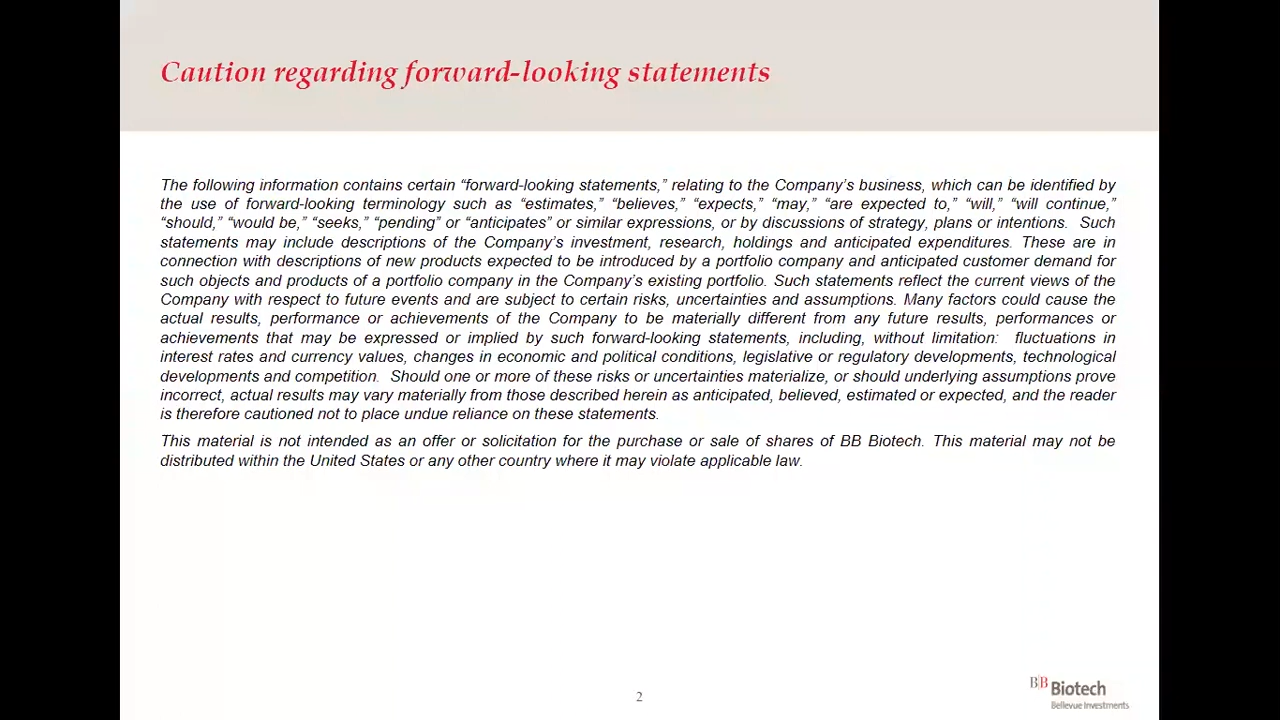 Caution regarding forward-looking statements
The following information contains certain “forward-looking statements,” relating to the Company’s business, which can be identified by
the use of forward-looking terminology such as “estimates,” “believes,” “expects,” “may,” “are expected to,” “will,” “will continue,”
“should,” “would be,” “seeks,” “pending” or “anticipates” or similar expressions, or by discussions of strategy, plans or intentions.  Such
statements may include descriptions of the Company’s investment, research, holdings and anticipated expenditures. These are in
connection with descriptions of new products expected to be introduced by a portfolio company and anticipated customer demand for
such objects and products of a portfolio company in the Company’s existing portfolio. Such statements reflect the current views of the
Company with respect to future events and are subject to certain risks, uncertainties and assumptions. Many factors could cause the
actual results, performance or achievements of the Company to be materially different from any future results, performances or
achievements that may be expressed or implied by such forward-looking statements, including, without limitation:  fluctuations in
interest rates and currency values, changes in economic and political conditions, legislative or regulatory developments, technological
developments and competition.  Should one or more of these risks or uncertainties materialize, or should underlying assumptions prove
incorrect, actual results may vary materially from those described herein as anticipated, believed, estimated or expected, and the reader
is therefore cautioned not to place undue reliance on these statements.
This material is not intended as an offer or solicitation for the purchase or sale of shares of BB Biotech. This material may not be
distributed within the United States or any other country where it may violate applicable law.
2
BB Biotech
Bellevue Investments